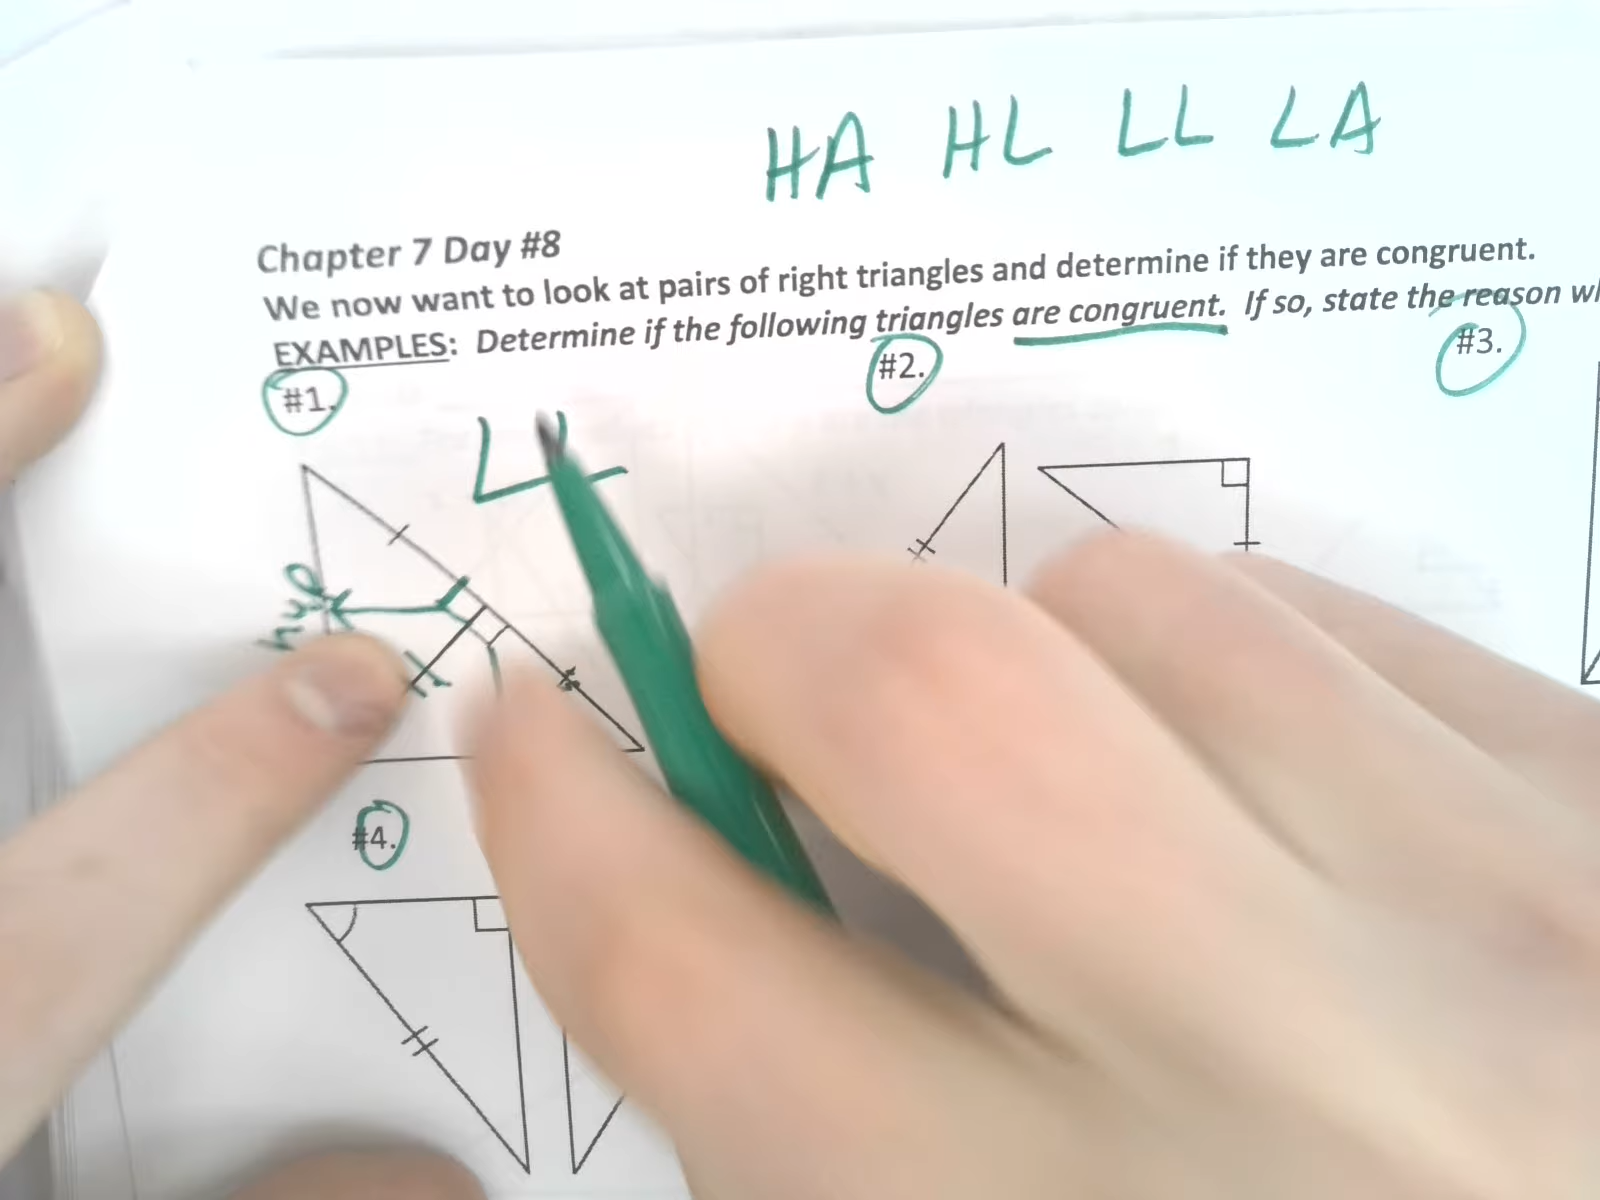 HA HL LL LA
Chapter 7 Day #8
We now want to look at pairs of right triangles and determine if they are congruent.
EXAMPLES: Determine if the following triangles are congruent. If so, state the reason
#1.
#2.
#3.
LL
hyp
#4.